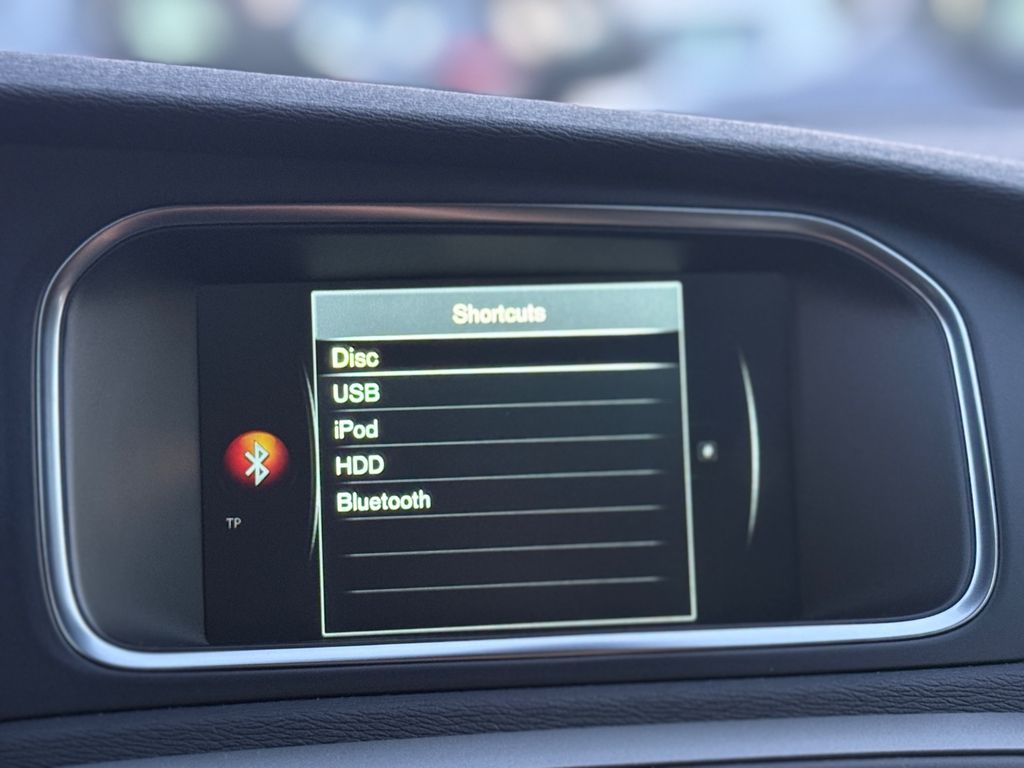 Shortcuts
Disc
USB
iPod
HDD
Bluetooth
TP